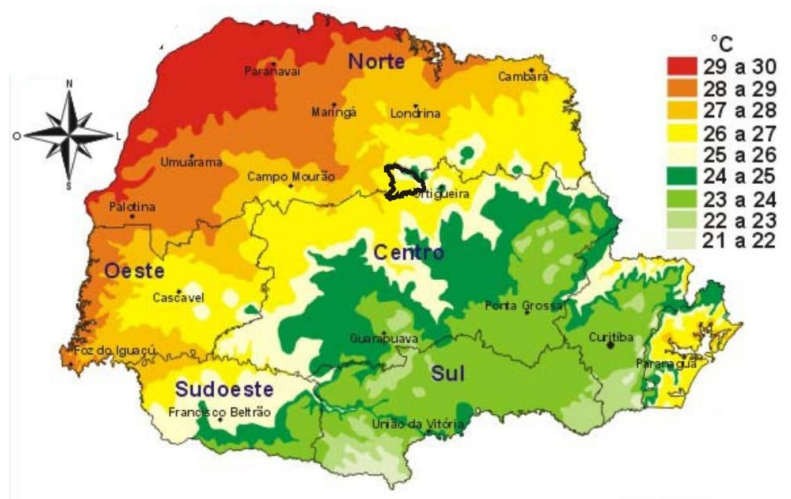 Norte
Paranavaí
Cambará
Maringá
Londrina
Umuarama
Campo Mourão
Ortigueira
Palotina
Centro
Oeste
Cascavel
Ponta Grossa
Guarapuava
Curitiba
Foz do Iguaçú
Paranaguá
Sul
Sudoeste
Francisco Beltrão
União da Vitória
N
O
L
S
°C
29 a 30
28 a 29
27 a 28
26 a 27
25 a 26
24 a 25
23 a 24
22 a 23
21 a 22